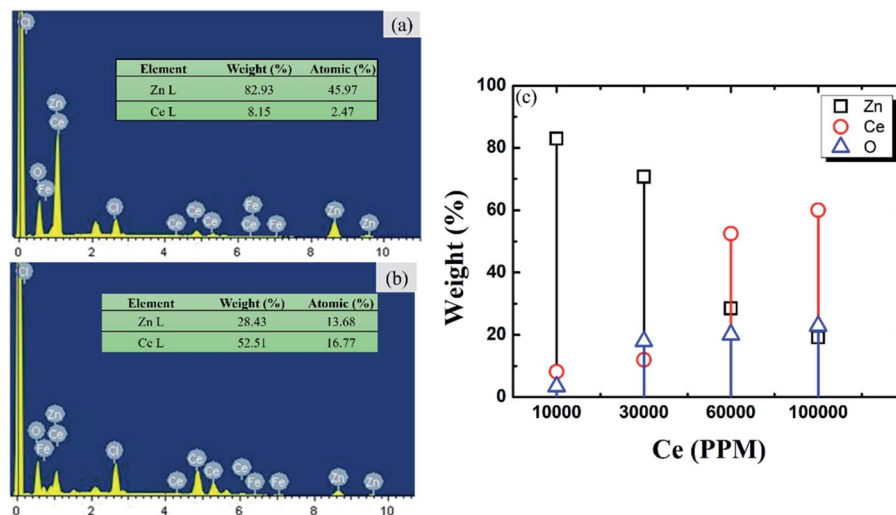 (a)
Cl
Element Weight (%) Atomic (%)
Zn L 82.93 45.97
Ce L 8.15 2.47
Zn
Ce
O
Fe
Cl
Ce
Ce
Ce
Fe
Ce
Fe
Zn
Zn
0 2 4 6 8 10
(b)
Cl
Element Weight (%) Atomic (%)
Zn L 28.43 13.68
Ce L 52.51 16.77
Zn
O
Ce
Fe
Cl
Ce
Ce
Ce
Ce
Fe
Fe
Zn
Zn
0 2 4 6 8 10
(c)
Zn
Ce
O
100
80
60
40
20
0
Weight (%)
10000 30000 60000 100000
Ce (PPM)